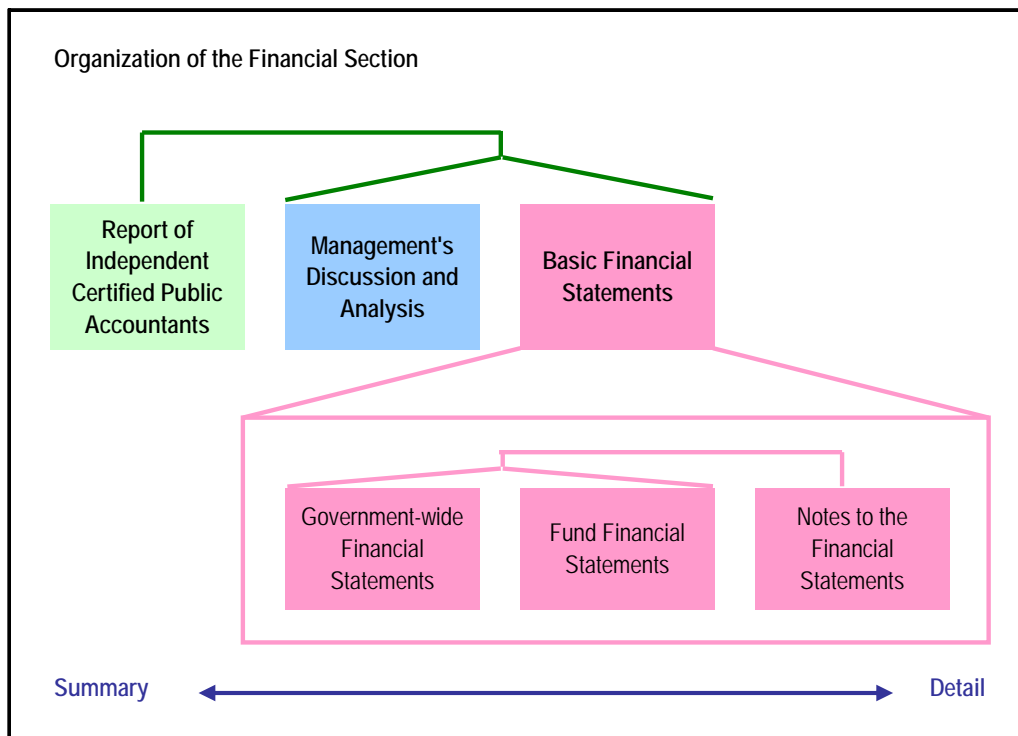 Organization of the Financial Section
Report of
Independent
Certified Public
Accountants
Management's
Discussion and
Analysis
Basic Financial
Statements
Government-wide
Financial
Statements
Fund Financial
Statements
Notes to the
Financial
Statements
Summary
Detail